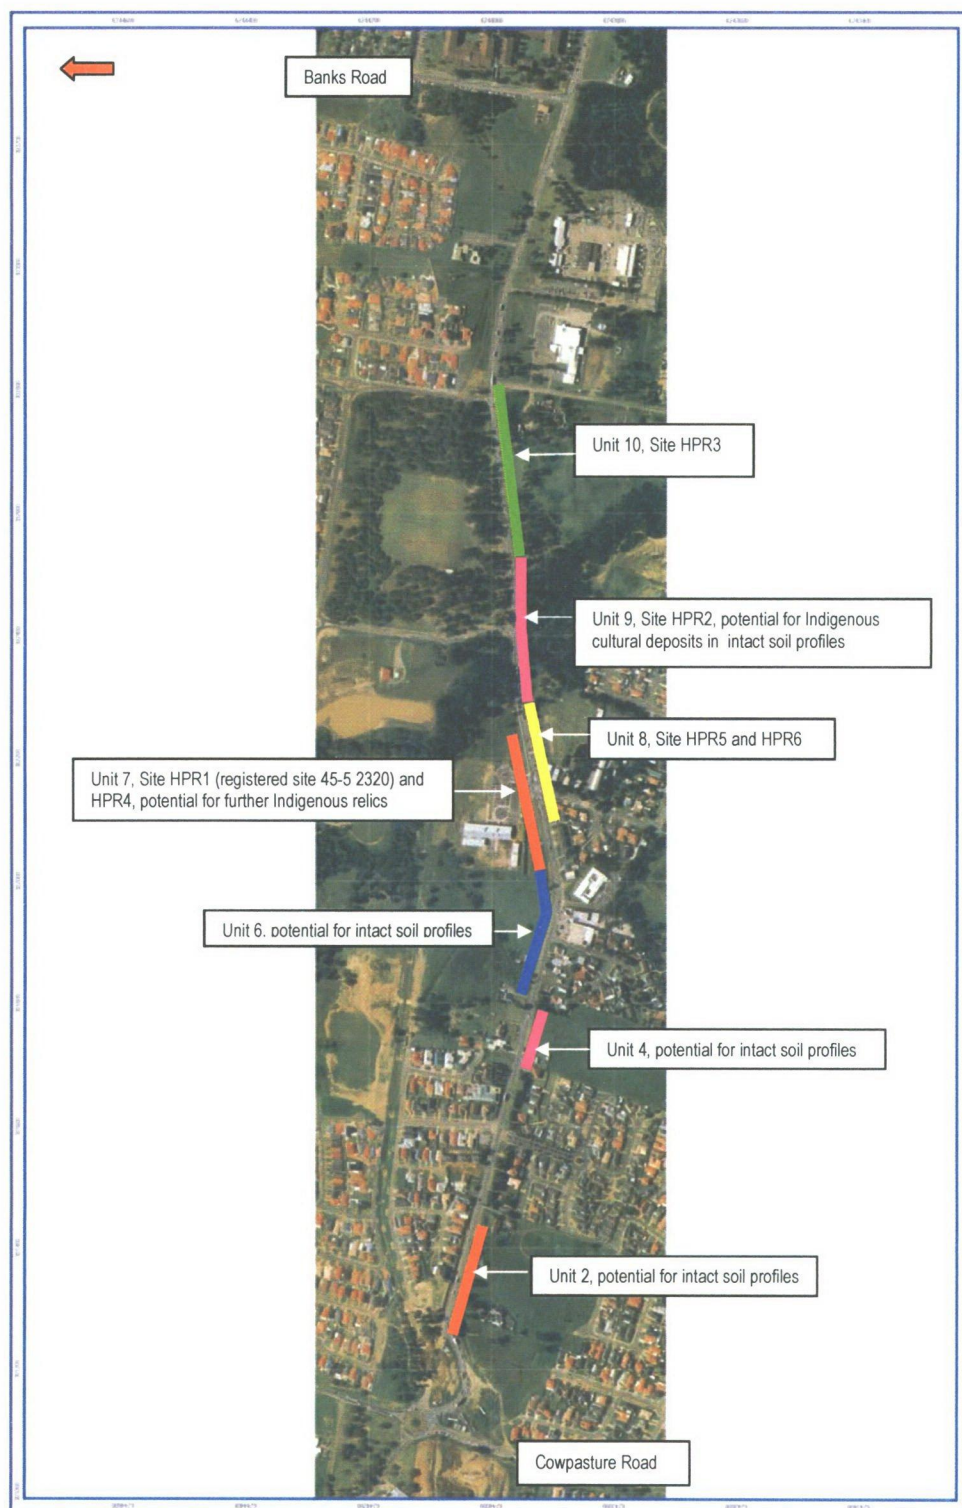 Banks Road
Unit 10, Site HPR3
Unit 9, Site HPR2, potential for Indigenous
cultural deposits in intact soil profiles
Unit 8, Site HPR5 and HPR6
Unit 7, Site HPR1 (registered site 45-5 2320) and
HPR4, potential for further Indigenous relics
Unit 6, potential for intact soil profiles
Unit 4, potential for intact soil profiles
Unit 2, potential for intact soil profiles
Cowpasture Road